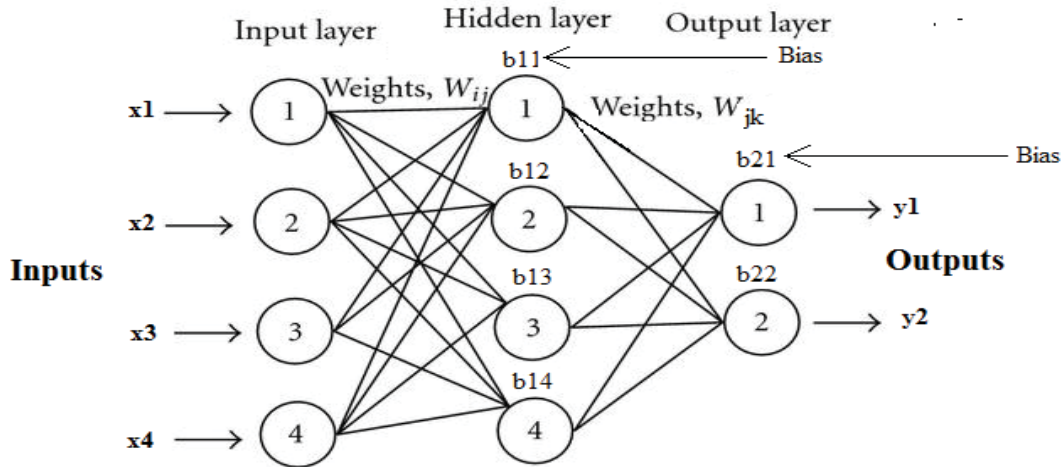 Input layer
Hidden layer
Output layer
b11
Bias
Weights, W_ij
Weights, W_jk
x1
1
1
b21
Bias
b12
x2
2
2
1
y1
Inputs
Outputs
b13
b22
x3
3
3
2
y2
b14
x4
4
4